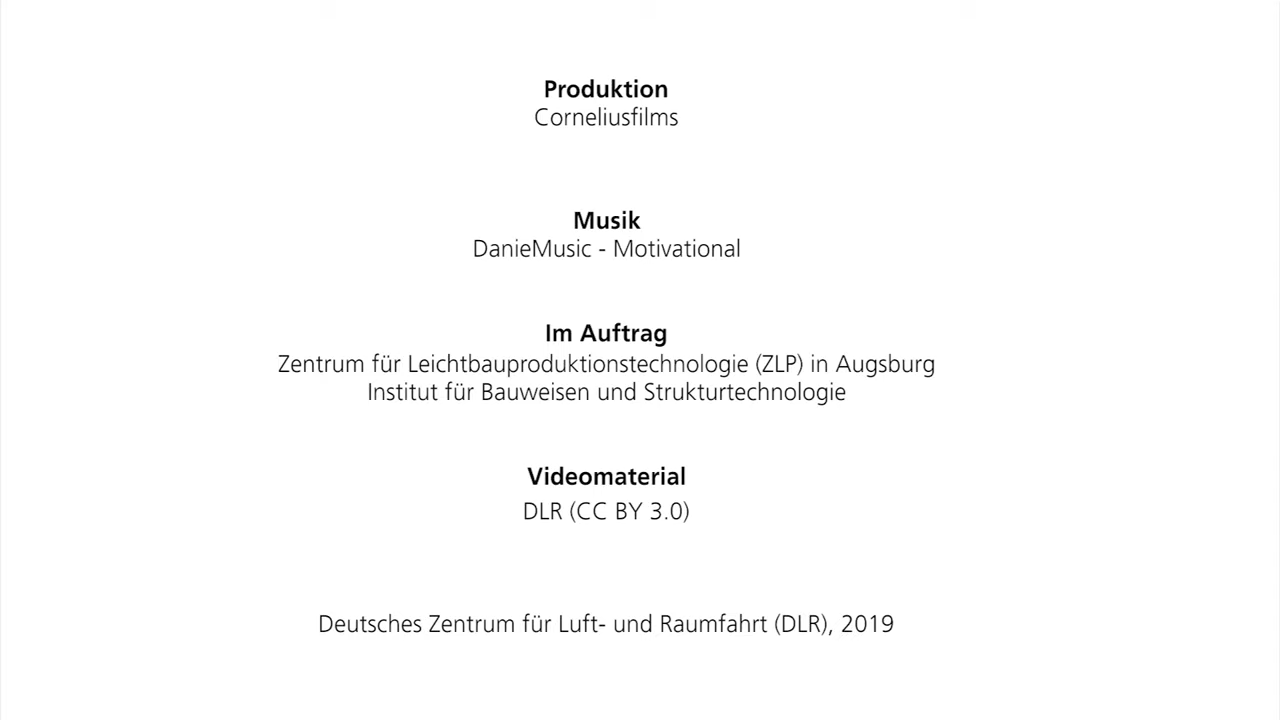 Produktion
Corneliusfilms
Musik
DanieMusic - Motivational
Im Auftrag
Zentrum für Leichtbauproduktionstechnologie (ZLP) in Augsburg
Institut für Bauweisen und Strukturtechnologie
Videomaterial
DLR (CC BY 3.0)
Deutsches Zentrum für Luft- und Raumfahrt (DLR), 2019